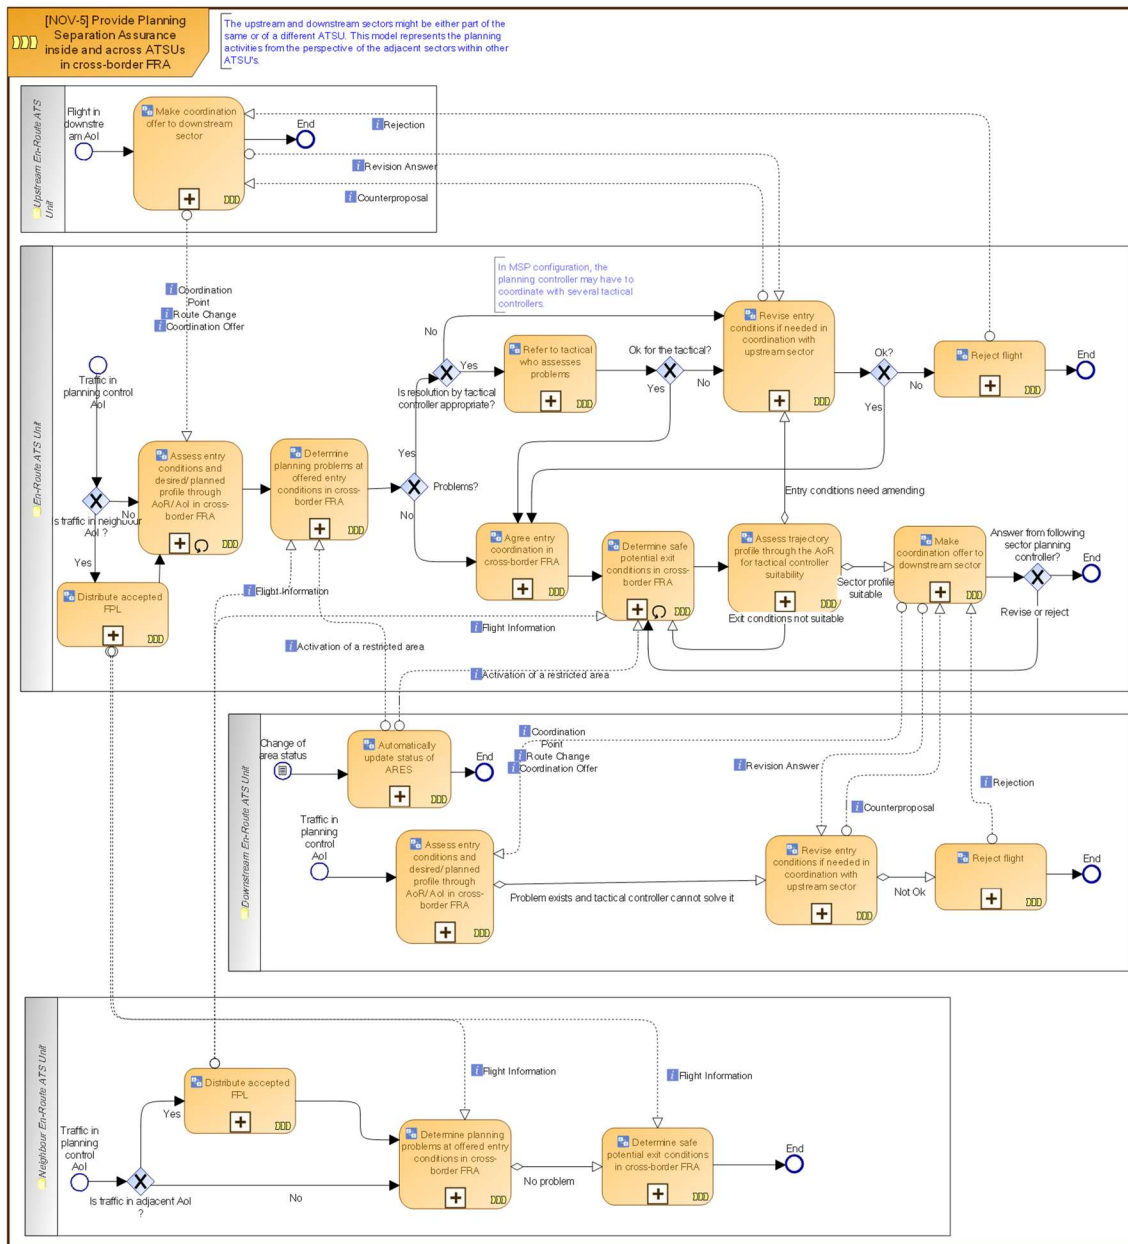 [NOV-5] Provide Planning
Separation Assurance
inside and across ATSUs
in cross-border FRA
The upstream and downstream sectors might be either part of the
same or of a different ATSU. This model represents the planning
activities from the perspective of the adjacent sectors within other
ATSU's.
Upstream En-Route ATS
Unit
Flight in
downstre
am AoI
Make coordination
offer to downstream
sector
End
Rejection
Revision Answer
Counterproposal
En-Route ATS Unit
Coordination
Point
Route Change
Coordination Offer
In MSP configuration, the
planning controller may have to
coordinate with several tactical
controllers.
Traffic in
planning control
AoI
Is traffic in neighbour
AoI ?
No
Yes
Distribute accepted
FPL
Assess entry
conditions and
desired/ planned
profile through
AoR/ AoI in cross-
border FRA
Determine
planning problems at
offered entry
conditions in cross-
border FRA
Problems?
Yes
No
Is resolution by tactical
controller appropriate?
No
Yes
Refer to tactical
who assesses
problems
Ok for the tactical?
Yes
No
Revise entry
conditions if needed in
coordination with
upstream sector
Ok?
No
Yes
Reject flight
End
Agree entry
coordination in
cross-border FRA
Determine safe
potential exit
conditions in cross-
border FRA
Entry conditions need amending
Assess trajectory
profile through the AoR
for tactical controller
suitability
Exit conditions not suitable
Sector profile
suitable
Make
coordination offer to
downstream sector
Answer from following
sector planning
controller?
End
Revise or reject
Flight Information
Flight Information
Activation of a restricted area
Activation of a restricted area
Downstream En-Route ATS Unit
Change of
area status
Automatically
update status of
ARES
End
Coordination
Point
Route Change
Coordination Offer
Revision Answer
Counterproposal
Rejection
Traffic in
planning control
AoI
Assess entry
conditions and
desired/ planned
profile through
AoR/ AoI in cross-
border FRA
Problem exists and tactical controller cannot solve it
Revise entry
conditions if needed in
coordination with
upstream sector
Not Ok
Reject flight
End
Neighbour En-Route ATS Unit
Traffic in
planning
control
AoI
Is traffic in adjacent AoI
?
Yes
No
Distribute accepted
FPL
Flight Information
Flight Information
Determine planning
problems at offered entry
conditions in cross-
border FRA
No problem
Determine safe
potential exit conditions
in cross-border FRA
End